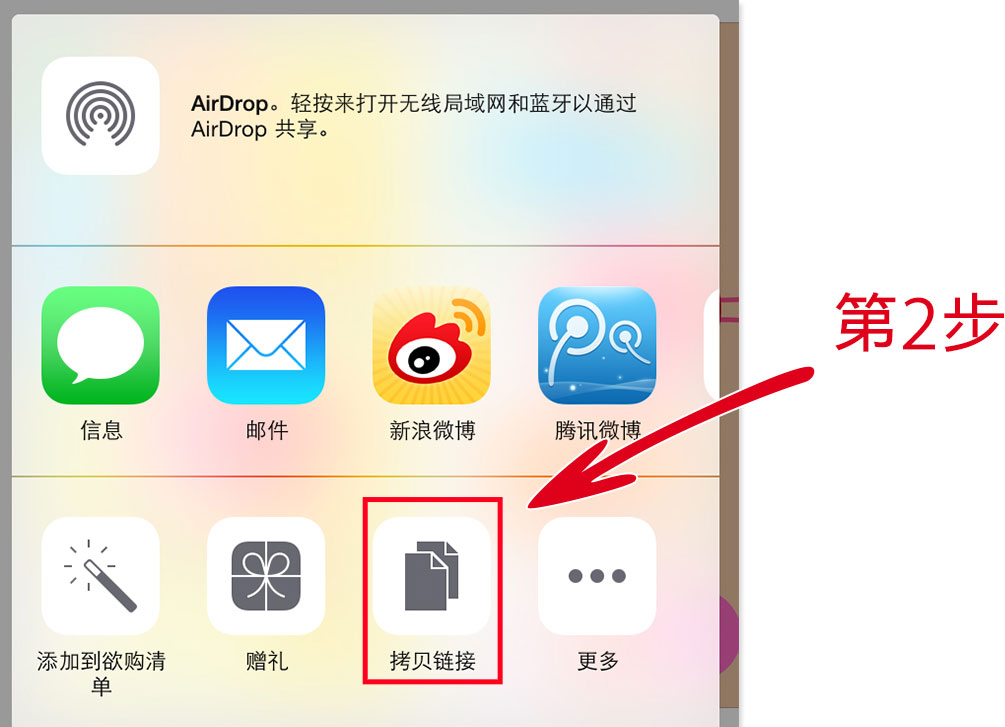 AirDrop。轻按来打开无线局域网和蓝牙以通过
AirDrop 共享。
第2步
信息
邮件
新浪微博
腾讯微博
添加到欲购清
单
赠礼
拷贝链接
更多